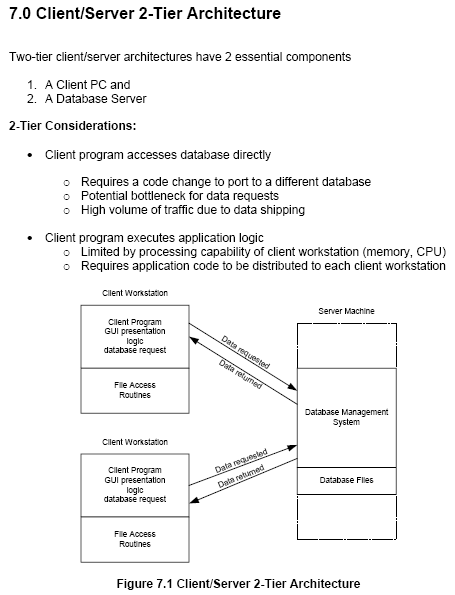 7.0 Client/Server 2-Tier Architecture
Two-tier client/server architectures have 2 essential components
1. A Client PC and
2. A Database Server
2-Tier Considerations:
• Client program accesses database directly
o Requires a code change to port to a different database
o Potential bottleneck for data requests
o High volume of traffic due to data shipping
• Client program executes application logic
o Limited by processing capability of client workstation (memory, CPU)
o Requires application code to be distributed to each client workstation
Client Workstation
Client Program
GUI presentation
logic
database request
File Access
Routines
Data requested
Data returned
Server Machine
Database Management
System
Database Files
Client Workstation
Client Program
GUI presentation
logic
database request
File Access
Routines
Data requested
Data returned
Figure 7.1 Client/Server 2-Tier Architecture